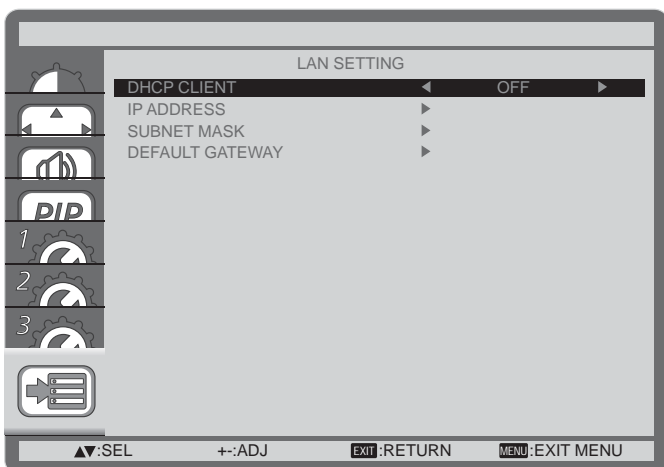 LAN SETTING
DHCP CLIENT ◀ OFF ▶
IP ADDRESS ▶
SUBNET MASK ▶
DEFAULT GATEWAY ▶
PIP
1
2
3
▲▼:SEL +-:ADJ EXIT:RETURN MENU:EXIT MENU